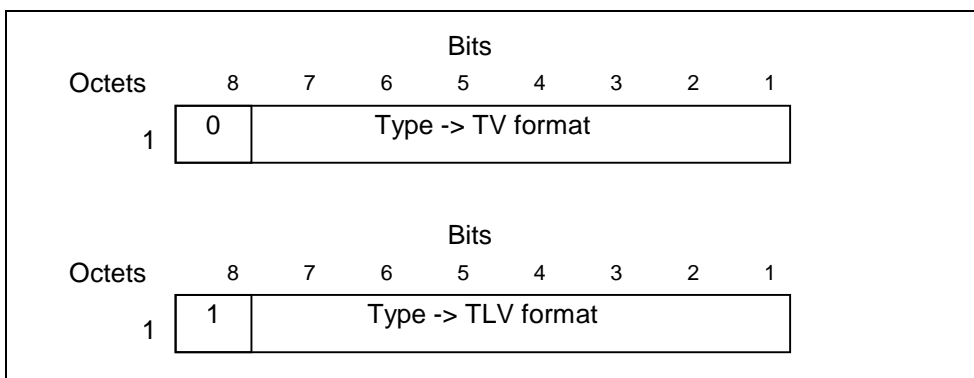 Bits
Octets 8 7 6 5 4 3 2 1
1 0 Type -> TV format
Bits
Octets 8 7 6 5 4 3 2 1
1 1 Type -> TLV format